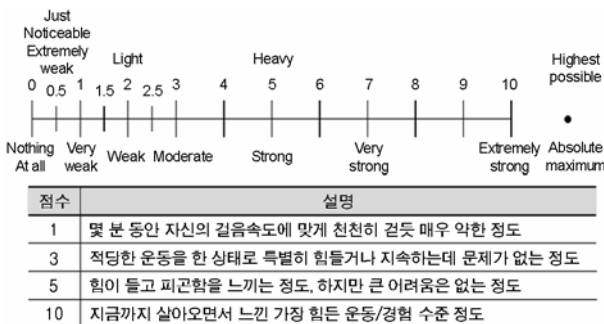 Just
Noticeable
Extremely
weak
Light
Heavy
Highest
possible
0 0.5 1 1.5 2 2.5 3 4 5 6 7 8 9 10
Nothing
At all
Very
weak
Weak
Moderate
Strong
Very
strong
Extremely
strong
Absolute
maximum
점수 설명
1 몇 분 동안 자신의 걸음속도에 맞게 천천히 걷듯 매우 약한 정도
3 적당한 운동을 한 상태로 특별히 힘들거나 지속하는데 문제가 없는 정도
5 힘이 들고 피곤함을 느끼는 정도, 하지만 큰 어려움은 없는 정도
10 지금까지 살아오면서 느낀 가장 힘든 운동/경험 수준 정도